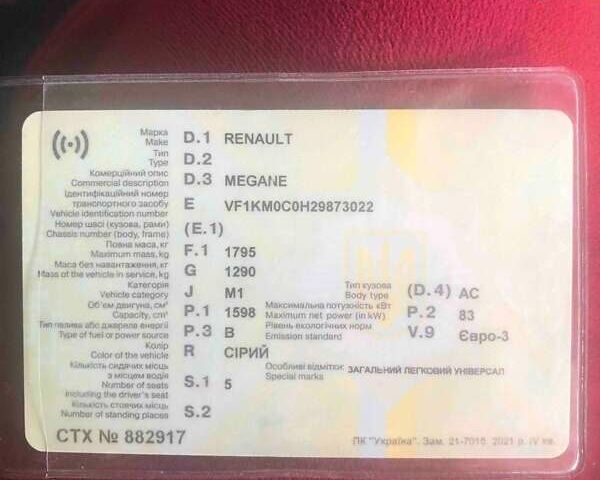 Марка D.1 RENAULT
Make
Тип D.2
Type
Комерційний опис D.3 MEGANE
Commercial description
Ідентифікаційний номер
транспортного засобу E VF1KM0C0H29873022
Vehicle identification number
Номер шасі (кузова, рами) (E.1)
Chassis number (body, frame)
Повна маса, кг F.1 1795
Maximum mass, kg
Маса без навантаження, кг G 1290
Mass of the vehicle in service, kg
Категорія J M1 Тип кузова (D.4) AC
Vehicle category Body type
Об'єм двигуна, см³ P.1 1598 Максимальна потужність кВт P.2 83
Capacity, cm³ Maximum net power (in kW)
Тип палива або джерела енергії P.3 B Рівень екологічних норм V.9 Євро-3
Type of fuel or power source Emission standard
Колір R СІРИЙ
Color of the vehicle
Кількість сидячих місць Особливі відмітки: ЗАГАЛЬНИЙ ЛЕГКОВИЙ УНІВЕРСАЛ
з місцем водія S.1 5 Special marks
Number of seats
including the driver's seat
Кількість стоячих місць S.2
Number of standing places
CTX № 882917 ПК "Україна". Зам. 21-7015. 2021 р. IV кв.